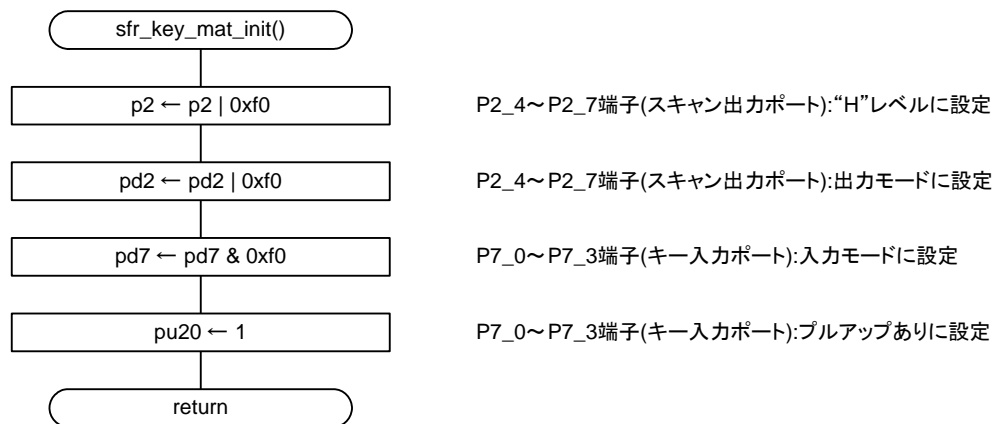 sfr_key_mat_init()
p2 ← p2 | 0xf0 P2_4～P2_7端子(スキャン出力ポート):“H”レベルに設定
pd2 ← pd2 | 0xf0 P2_4～P2_7端子(スキャン出力ポート):出力モードに設定
pd7 ← pd7 & 0xf0 P7_0～P7_3端子(キー入力ポート):入力モードに設定
pu20 ← 1 P7_0～P7_3端子(キー入力ポート):プルアップありに設定
return